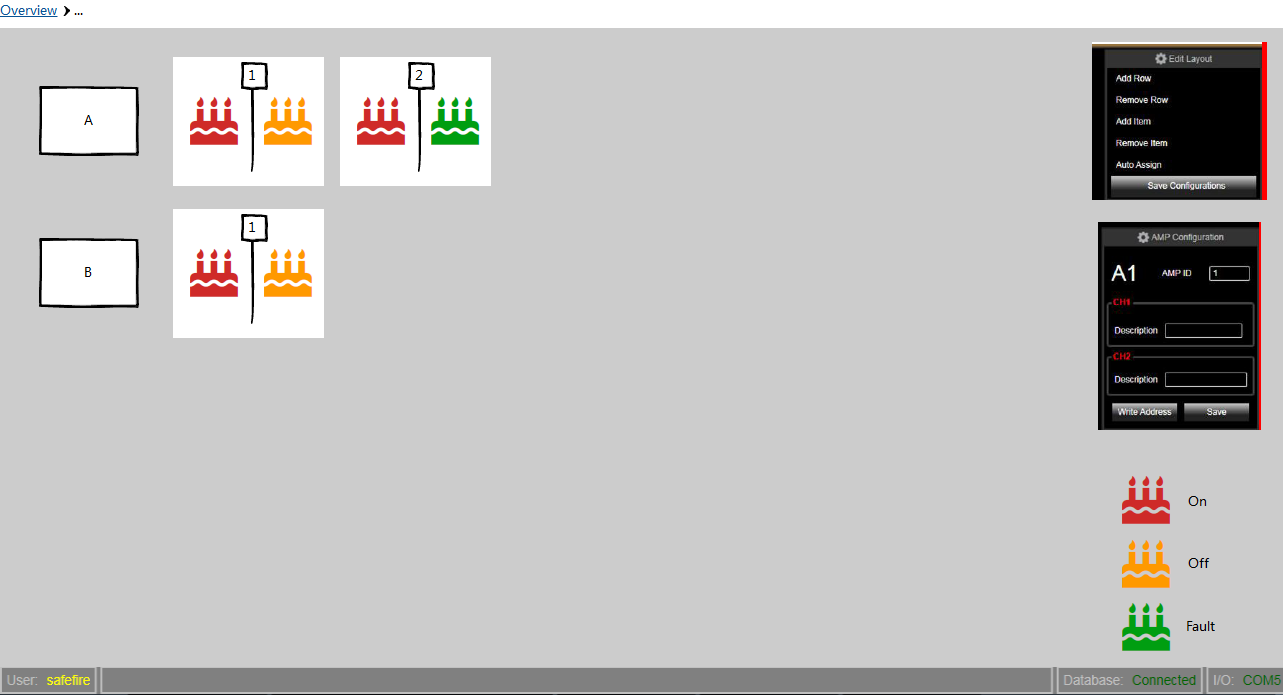 Overview ❯ ...
A
1
2
B
1
Edit Layout
Add Row
Remove Row
Add Item
Remove Item
Auto Assign
Save Configurations
AMP Configuration
A1 AMP ID 1
CH1
Description
CH2
Description
Write Address Save
On
Off
Fault
User: safefire Database: Connected I/O: COM5